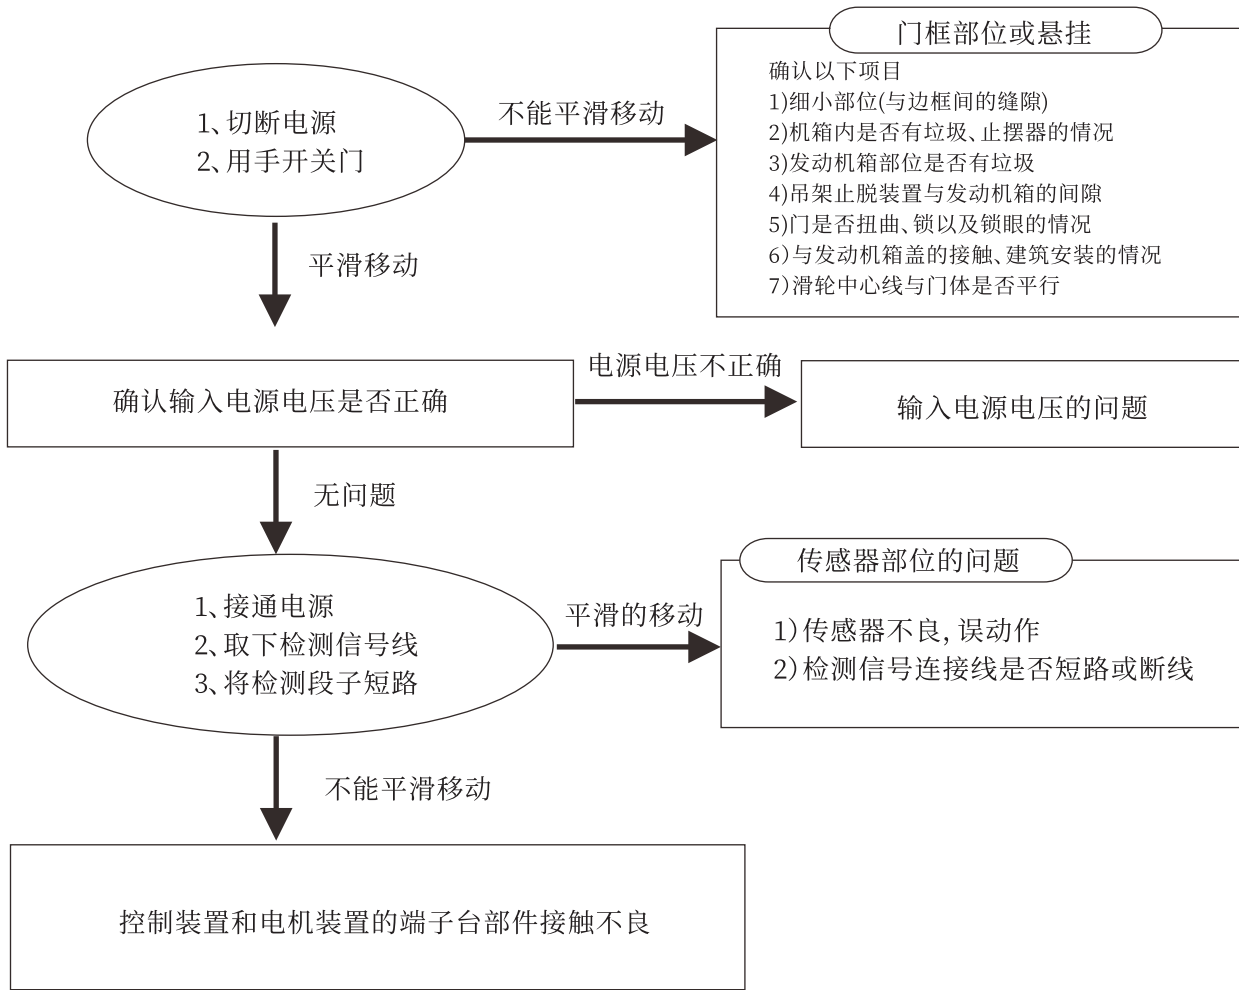 门框部位或悬挂
确认以下项目
1)细小部位(与边框间的缝隙)
2)机箱内是否有垃圾、止摆器的情况
3)发动机箱部位是否有垃圾
4)吊架止脱装置与发动机箱的间隙
5)门是否扭曲、锁以及锁眼的情况
6)与发动机箱盖的接触、建筑安装的情况
7)滑轮中心线与门体是否平行
1、切断电源
2、用手开关门
不能平滑移动
平滑移动
确认输入电源电压是否正确
电源电压不正确
输入电源电压的问题
无问题
1、接通电源
2、取下检测信号线
3、将检测段子短路
平滑的移动
传感器部位的问题
1)传感器不良,误动作
2)检测信号连接线是否短路或断线
不能平滑移动
控制装置和电机装置的端子台部件接触不良